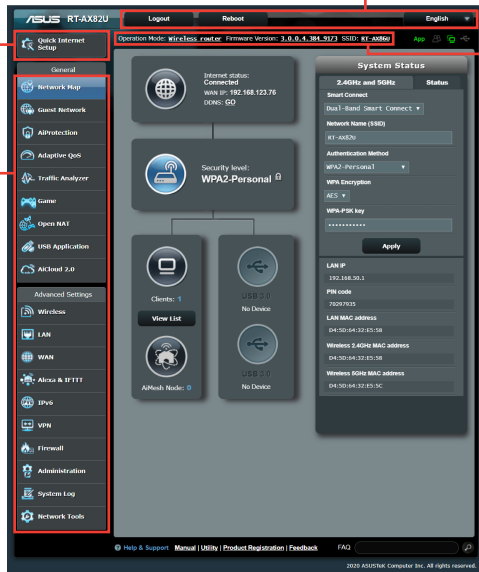 ASUS RT-AX82U Logout Reboot English
Quick Internet Setup
Operation Mode: Wireless router Firmware Version: 3.0.0.4.384_9173 SSID: RT-AX86U App
General
Network Map
Guest Network
AiProtection
Adaptive QoS
Traffic Analyzer
Game
Open NAT
USB Application
AiCloud 2.0
Advanced Settings
Wireless
LAN
WAN
Alexa & IFTTT
IPv6
VPN
Firewall
Administration
System Log
Network Tools
Internet status:
Connected
WAN IP: 192.168.123.76
DDNS: GO
Security level:
WPA2-Personal
Clients: 1
View List
AiMesh Node: 0
USB 3.0
No Device
USB 3.0
No Device
System Status
2.4GHz and 5GHz Status
Smart Connect
Dual-Band Smart Connect
Network Name (SSID)
RT-AX82U
Authentication Method
WPA2-Personal
WPA Encryption
AES
WPA-PSK key
•••••••••••
Apply
LAN IP
192.168.50.1
PIN code
70297935
LAN MAC address
D4:5D:64:32:E5:58
Wireless 2.4GHz MAC address
D4:5D:64:32:E5:58
Wireless 5GHz MAC address
D4:5D:64:32:E5:5C
Help & Support Manual | Utility | Product Registration | Feedback FAQ
2020 ASUSTeK Computer Inc. All rights reserved.